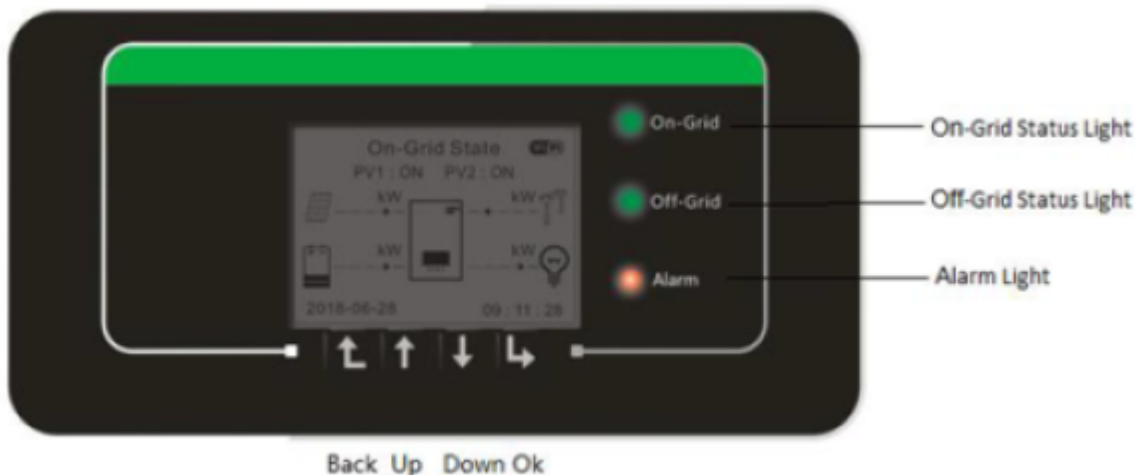 On-Grid State WiFi
PV1 : ON PV2 : ON
kW kW
kW kW
2018-06-28 09 : 11 : 28
On-Grid
Off-Grid
Alarm
On-Grid Status Light
Off-Grid Status Light
Alarm Light
Back Up Down Ok